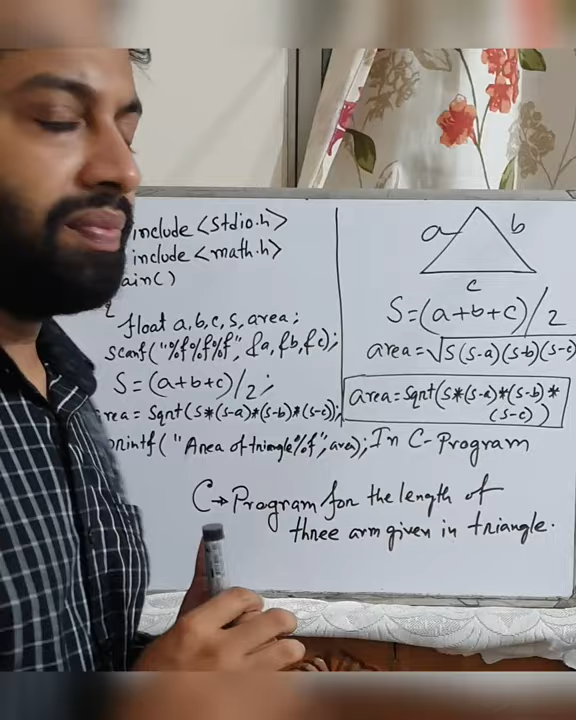 include <stdio.h>
include <math.h>
ain()
{
float a,b,c,s,area;
scanf("%f%f%f", &a, &b, &c);
S=(a+b+c)/2;
rea = Sqrt(s*(s-a)*(s-b)*(s-c));
printf("Area of triangle%f", area);
a
b
c
S=(a+b+c)/2
area=√s(s-a)(s-b)(s-c)
area=Sqrt(s*(s-a)*(s-b)*
(s-c))
In C-Program
C→Program for the length of
three arm given in triangle.